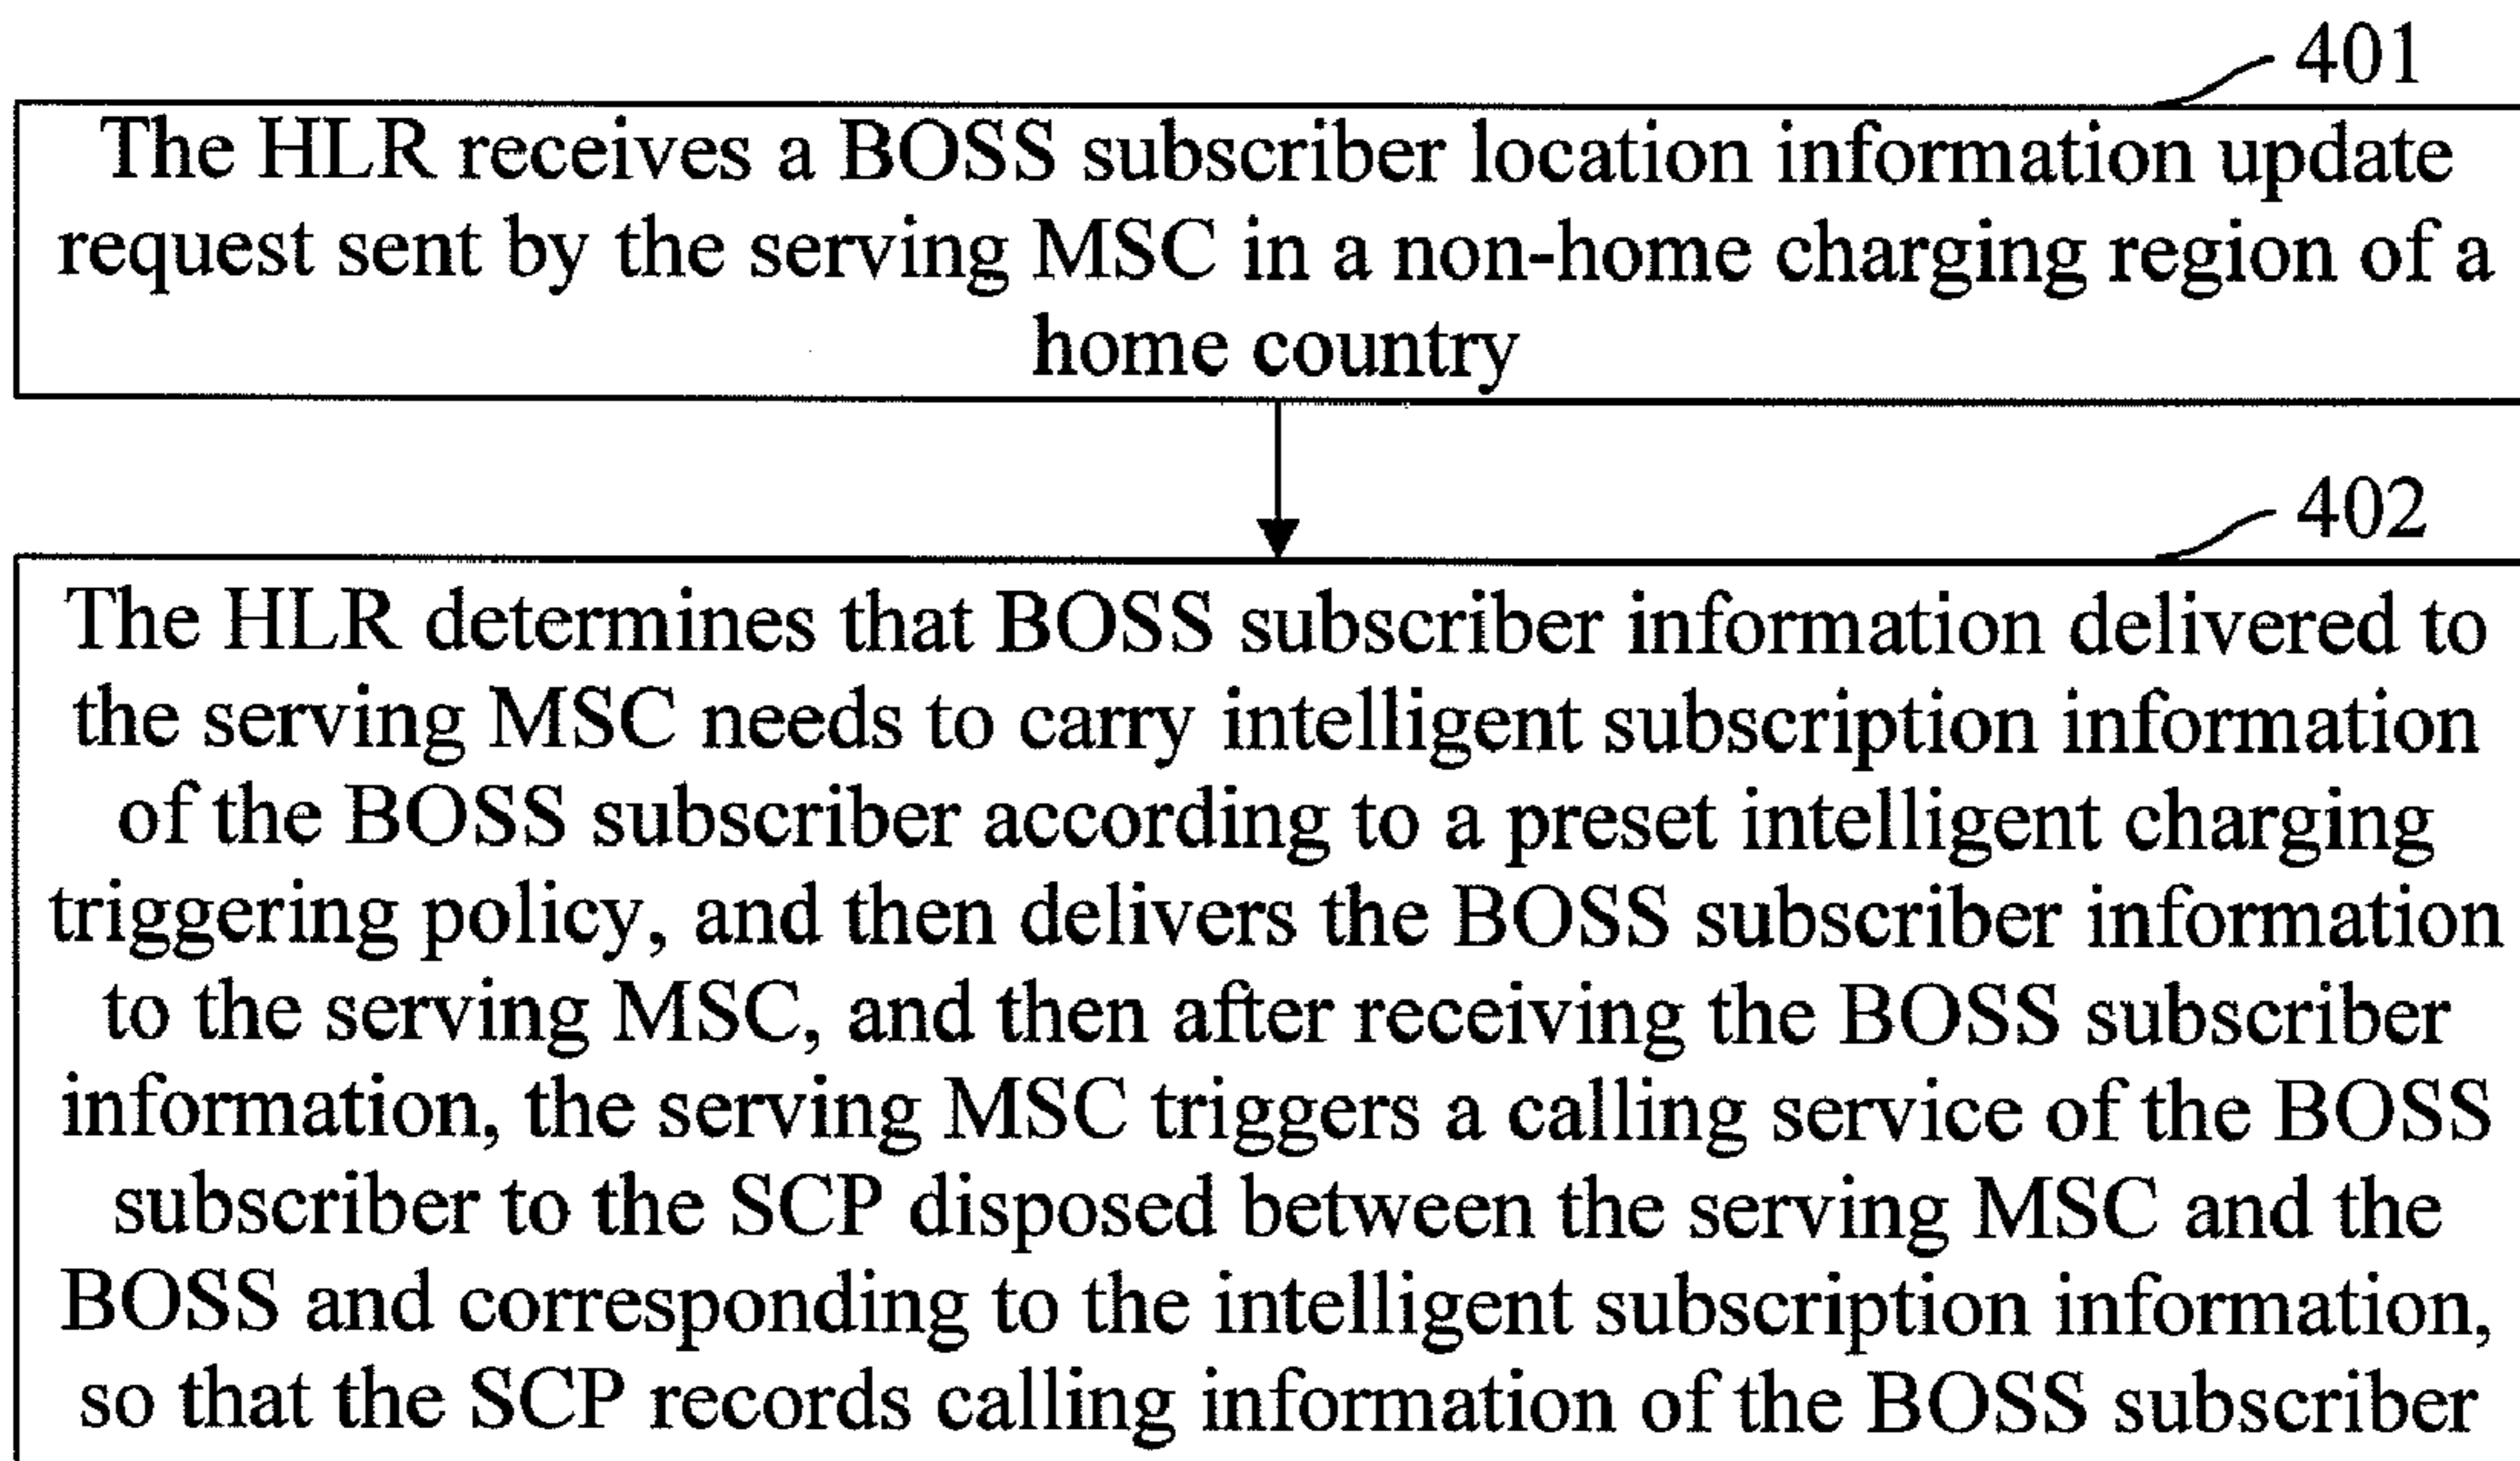 401
The HLR receives a BOSS subscriber location information update
request sent by the serving MSC in a non-home charging region of a
home country
402
The HLR determines that BOSS subscriber information delivered to
the serving MSC needs to carry intelligent subscription information
of the BOSS subscriber according to a preset intelligent charging
triggering policy, and then delivers the BOSS subscriber information
to the serving MSC, and then after receiving the BOSS subscriber
information, the serving MSC triggers a calling service of the BOSS
subscriber to the SCP disposed between the serving MSC and the
BOSS and corresponding to the intelligent subscription information,
so that the SCP records calling information of the BOSS subscriber